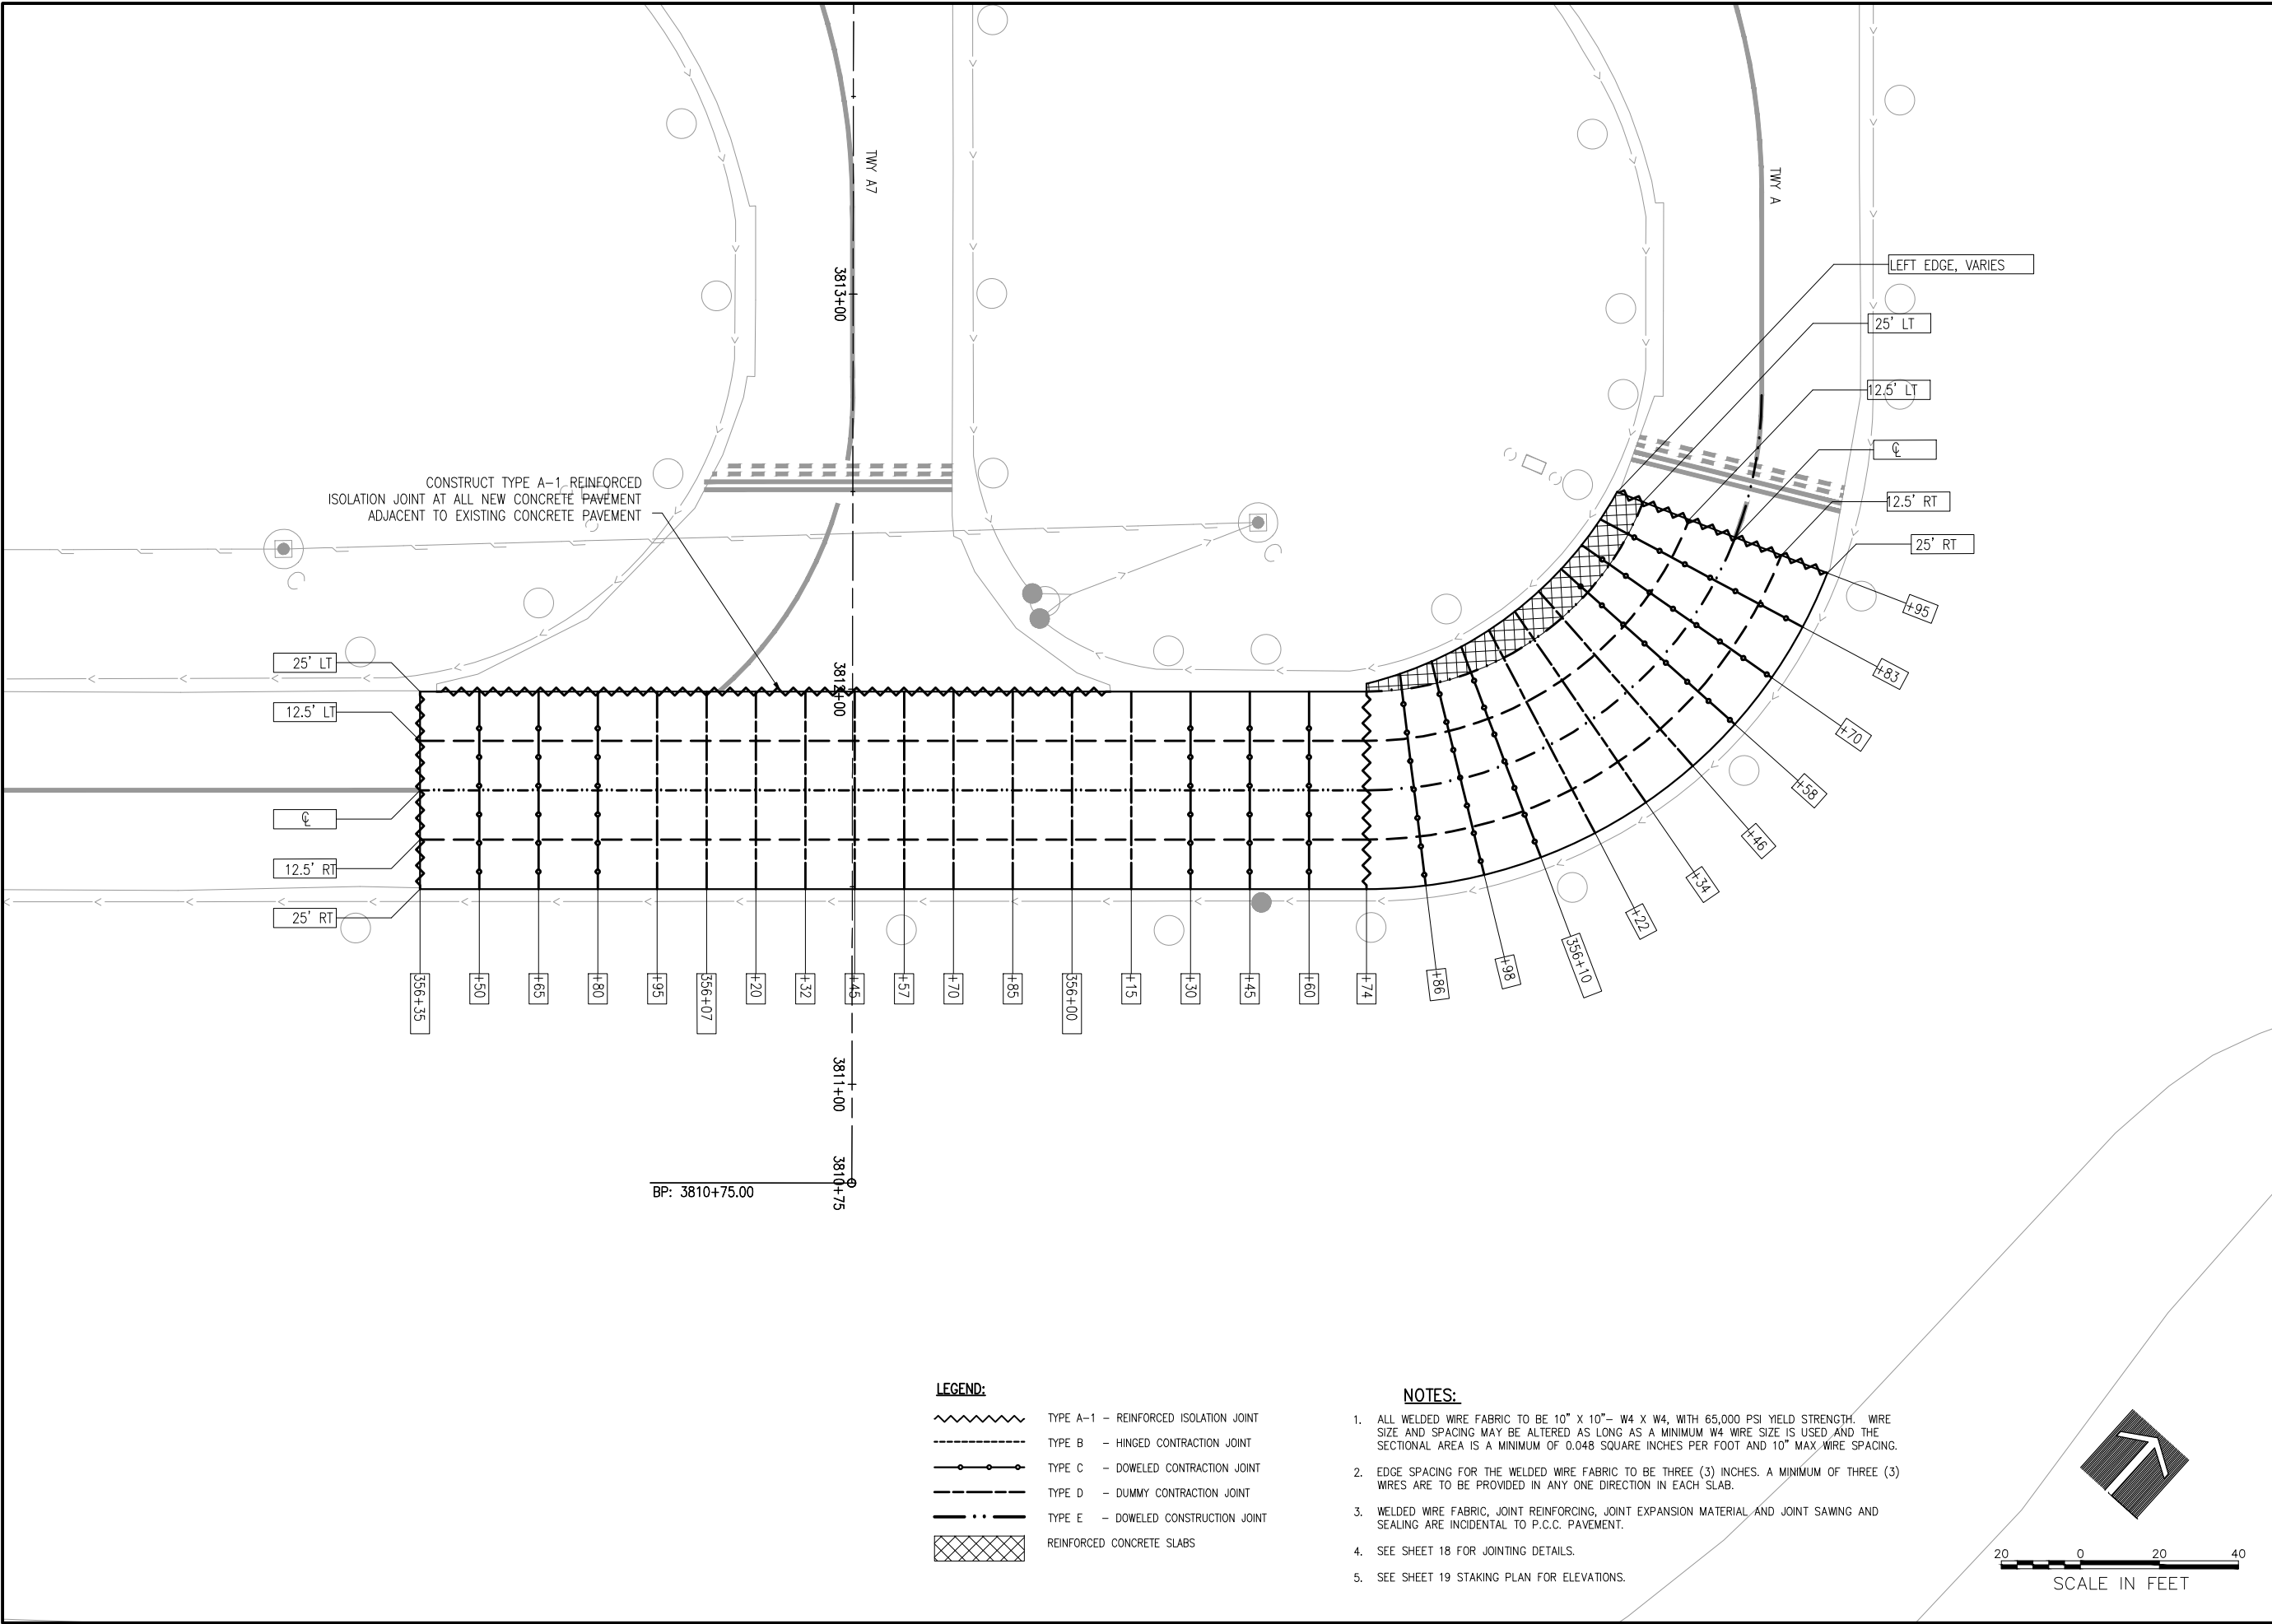 TWY A7
TWY A
3813+00
LEFT EDGE, VARIES
25' LT
12.5' LT
℄
12.5' RT
25' RT
CONSTRUCT TYPE A-1 REINFORCED
ISOLATION JOINT AT ALL NEW CONCRETE PAVEMENT
ADJACENT TO EXISTING CONCRETE PAVEMENT
3812+00
25' LT
12.5' LT
℄
12.5' RT
25' RT
+95
+83
+70
+58
+46
+34
+22
356+10
+98
+86
356+35
+50
+65
+80
+95
356+07
+20
+32
+45
+57
+70
+85
356+00
+15
+30
+45
+60
+74
3811+00
3810+75
BP: 3810+75.00
LEGEND:
TYPE A-1 - REINFORCED ISOLATION JOINT
TYPE B - HINGED CONTRACTION JOINT
TYPE C - DOWELED CONTRACTION JOINT
TYPE D - DUMMY CONTRACTION JOINT
TYPE E - DOWELED CONSTRUCTION JOINT
REINFORCED CONCRETE SLABS
NOTES:
1. ALL WELDED WIRE FABRIC TO BE 10" X 10"- W4 X W4, WITH 65,000 PSI YIELD STRENGTH. WIRE
SIZE AND SPACING MAY BE ALTERED AS LONG AS A MINIMUM W4 WIRE SIZE IS USED AND THE
SECTIONAL AREA IS A MINIMUM OF 0.048 SQUARE INCHES PER FOOT AND 10" MAX WIRE SPACING.
2. EDGE SPACING FOR THE WELDED WIRE FABRIC TO BE THREE (3) INCHES. A MINIMUM OF THREE (3)
WIRES ARE TO BE PROVIDED IN ANY ONE DIRECTION IN EACH SLAB.
3. WELDED WIRE FABRIC, JOINT REINFORCING, JOINT EXPANSION MATERIAL AND JOINT SAWING AND
SEALING ARE INCIDENTAL TO P.C.C. PAVEMENT.
4. SEE SHEET 18 FOR JOINTING DETAILS.
5. SEE SHEET 19 STAKING PLAN FOR ELEVATIONS.
20 0 20 40
SCALE IN FEET